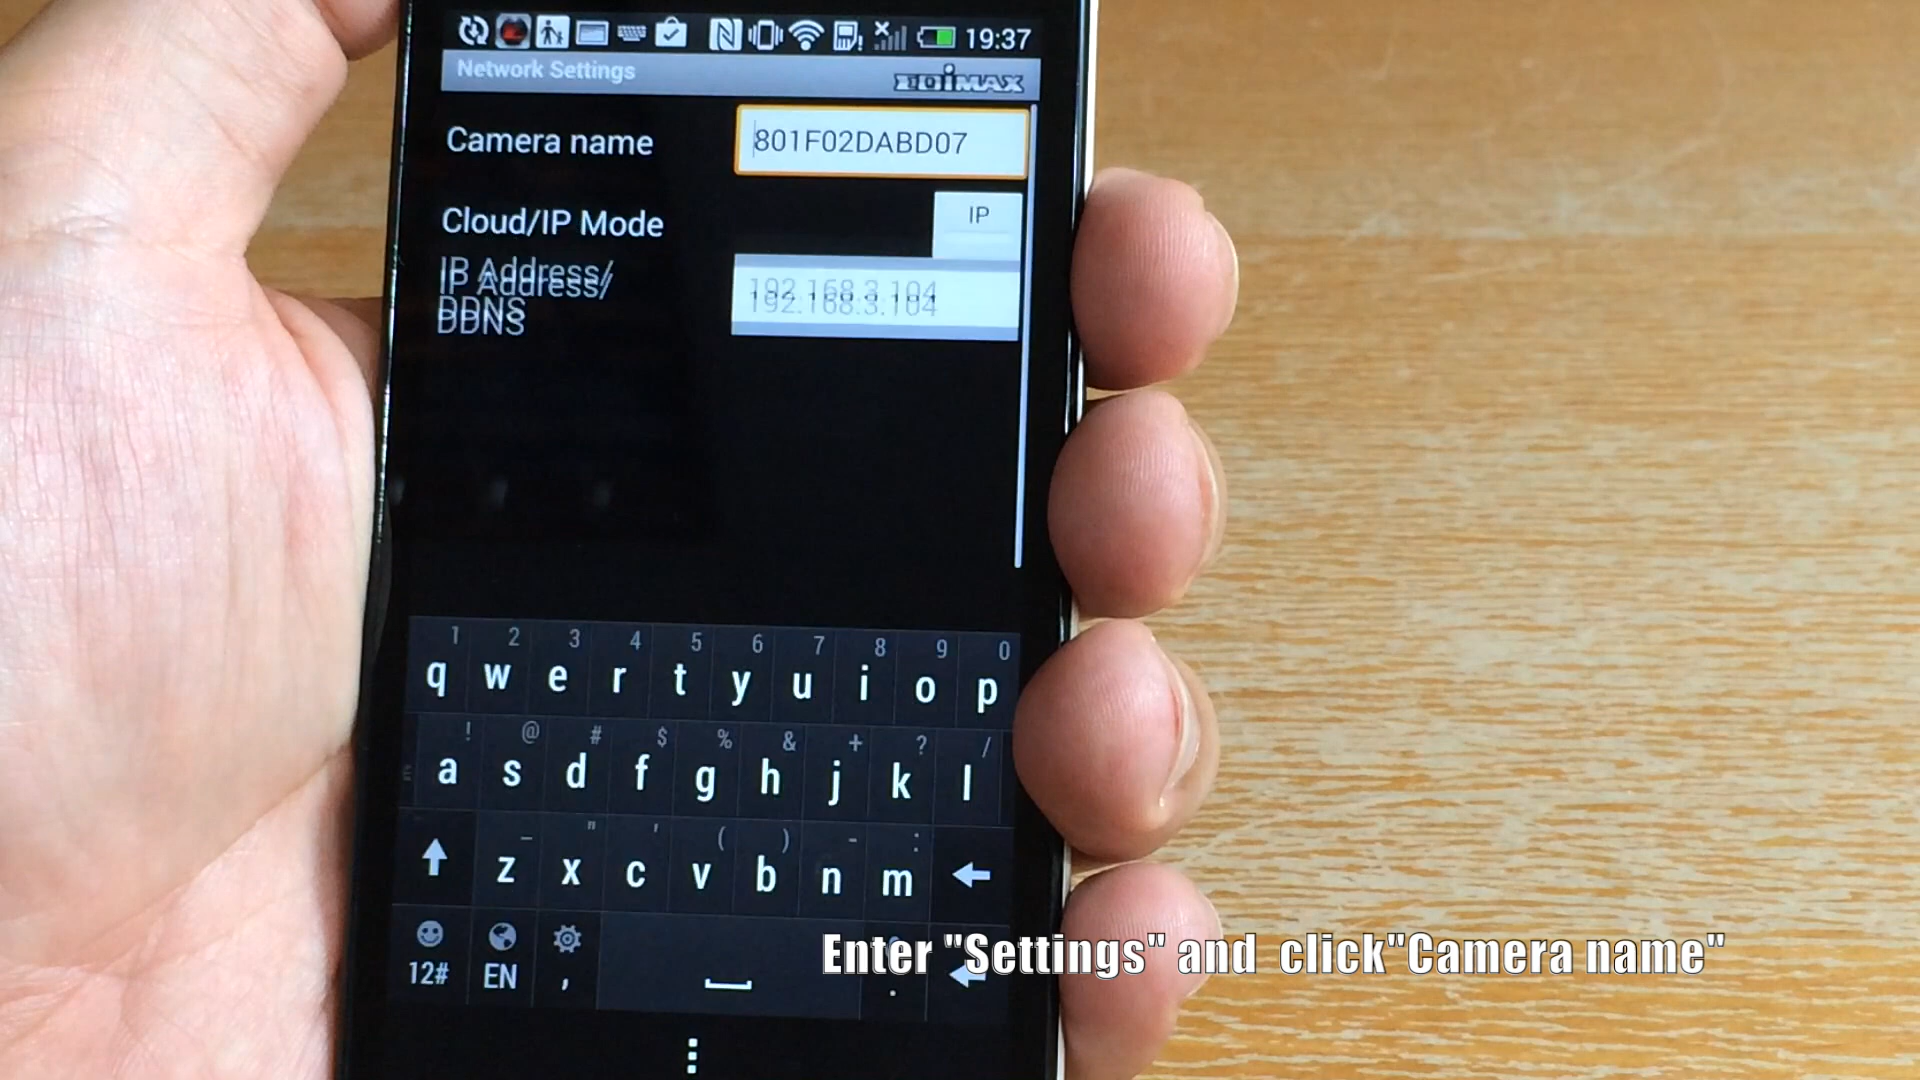 19:37
Network Settings
EDIMAX
Camera name
801F02DABD07
Cloud/IP Mode
IP
IP Address/
DDNS
192.168.3.104
1 2 3 4 5 6 7 8 9 0
q w e r t y u i o p
! @ # $ % & + ? /
a s d f g h j k l
_ " ' ( ) - :
z x c v b n m
12# EN , .
Enter "Settings" and click"Camera name"